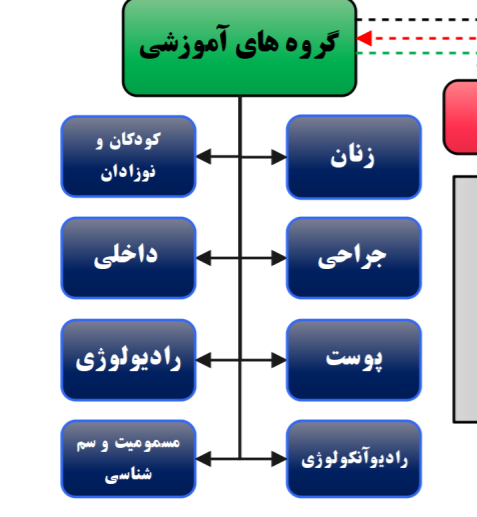 گروه های آموزشی
زنان
کودکان و
نوزادان
جراحی
داخلی
پوست
رادیولوژی
رادیوآنکولوژی
مسمومیت و سم
شناسی